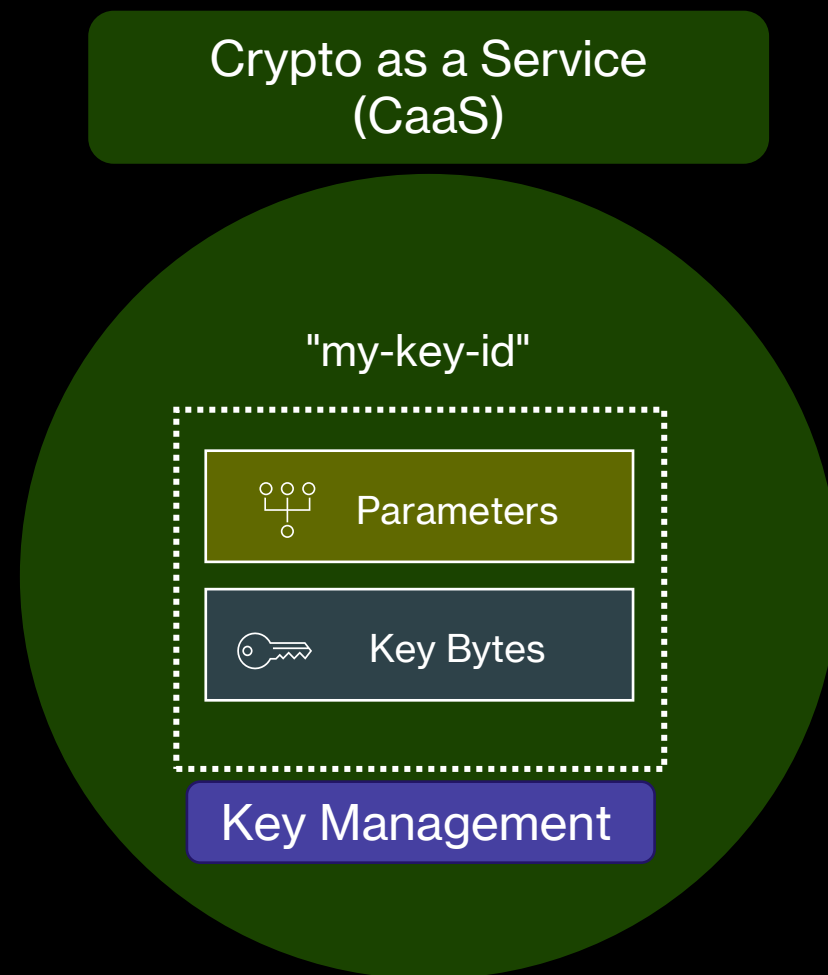 Crypto as a Service
(CaaS)
"my-key-id"
Parameters
Key Bytes
Key Management